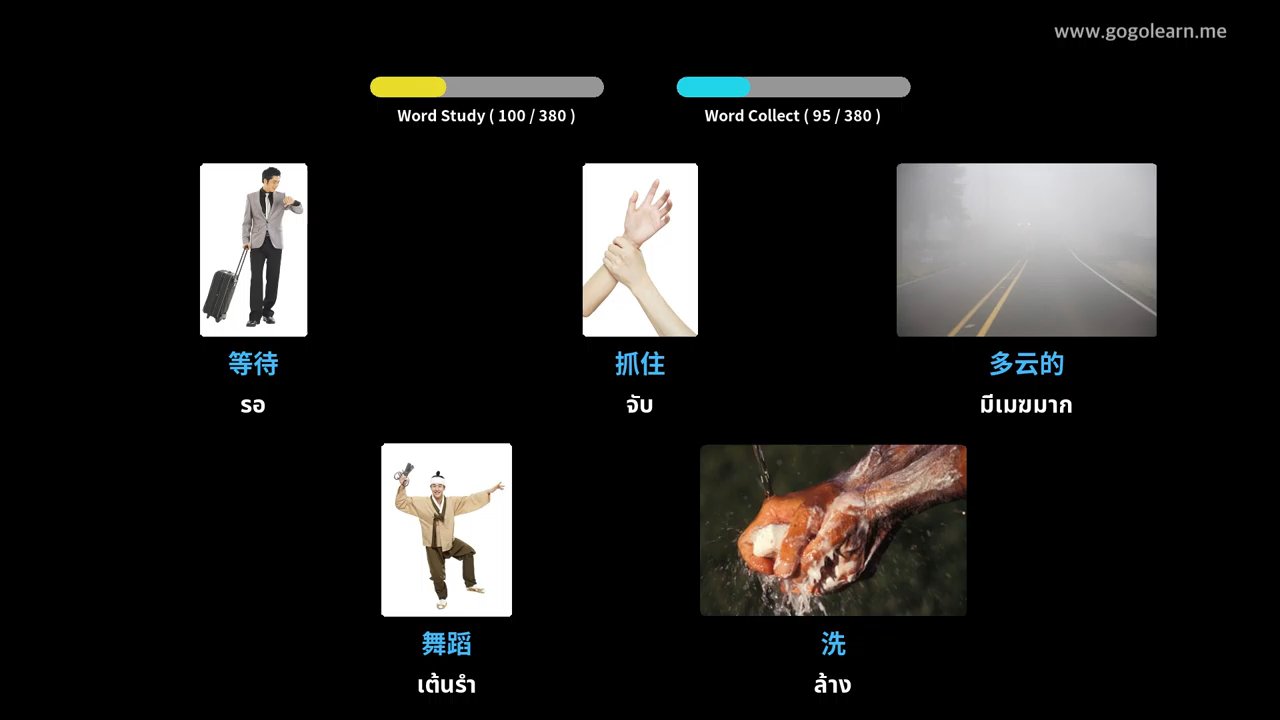 www.gogolearn.me
Word Study ( 100 / 380 )
Word Collect ( 95 / 380 )
等待
รอ
抓住
จับ
多云的
มีเมฆมาก
舞蹈
เต้นรำ
洗
ล้าง